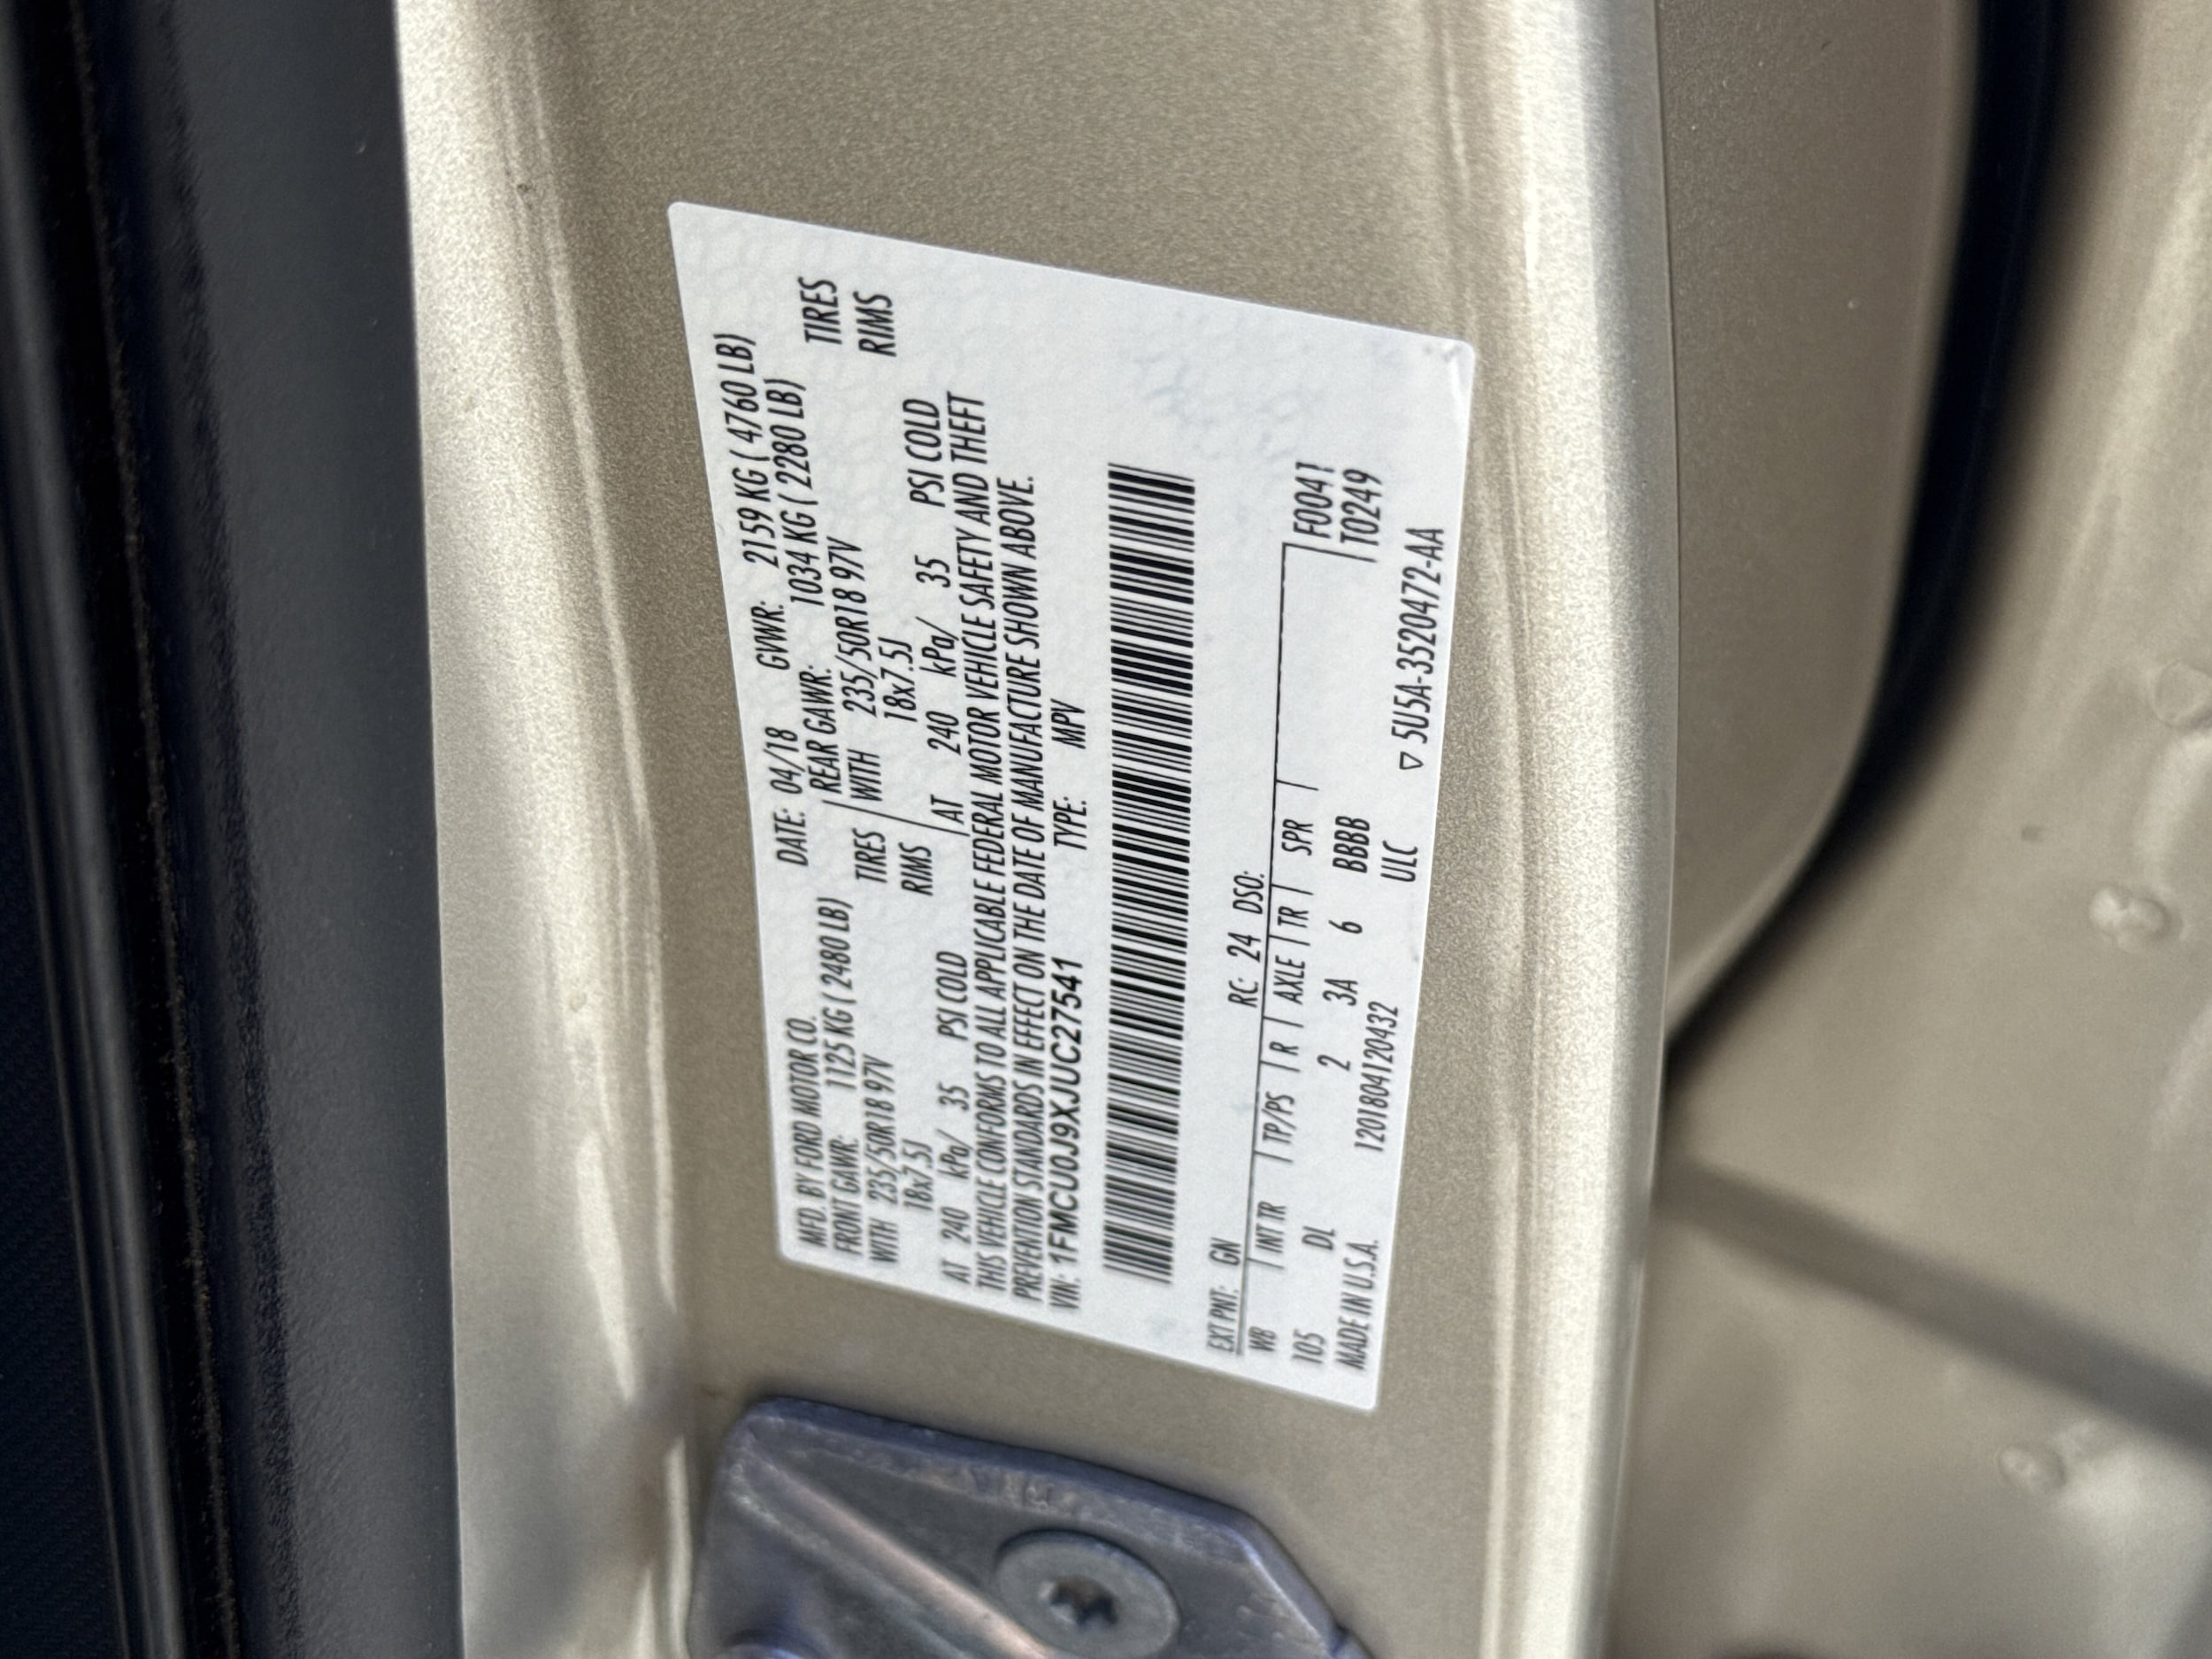 MFD. BY FORD MOTOR CO. DATE: 04/18 GVWR: 2159 KG ( 4760 LB)
FRONT GAWR: 1125 KG ( 2480 LB) REAR GAWR: 1034 KG ( 2280 LB)
WITH 235/50R18 97V TIRES WITH 235/50R18 97V TIRES
18x7.5J RIMS 18x7.5J RIMS
AT 240 kPa/ 35 PSI COLD AT 240 kPa/ 35 PSI COLD
THIS VEHICLE CONFORMS TO ALL APPLICABLE FEDERAL MOTOR VEHICLE SAFETY AND THEFT
PREVENTION STANDARDS IN EFFECT ON THE DATE OF MANUFACTURE SHOWN ABOVE.
VIN: 1FMCU0J9XJUC27541 TYPE: MPV
EXT PNT: GN RC: 24 DSO:
WB | INT TR | TP/PS | R | AXLE | TR | SPR | F0041
105 DL 2 3A 6 BBBB T0249
MADE IN U.S.A. 120180412043​2 ULC
▽ 5U5A-3520472-AA